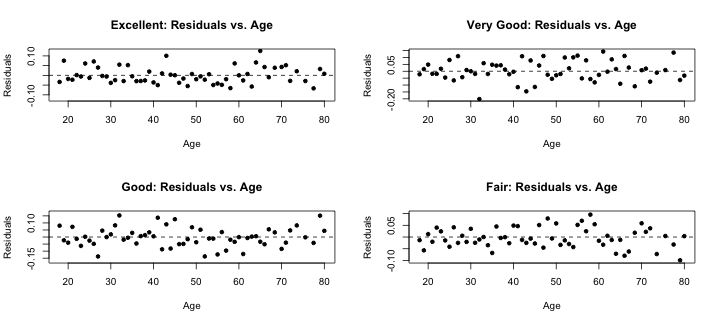 Excellent: Residuals vs. Age
Residuals
0.10
-0.10
20 30 40 50 60 70 80
Age
Very Good: Residuals vs. Age
Residuals
0.05
-0.20
20 30 40 50 60 70 80
Age
Good: Residuals vs. Age
Residuals
0.10
-0.15
20 30 40 50 60 70 80
Age
Fair: Residuals vs. Age
Residuals
0.05
-0.10
20 30 40 50 60 70 80
Age